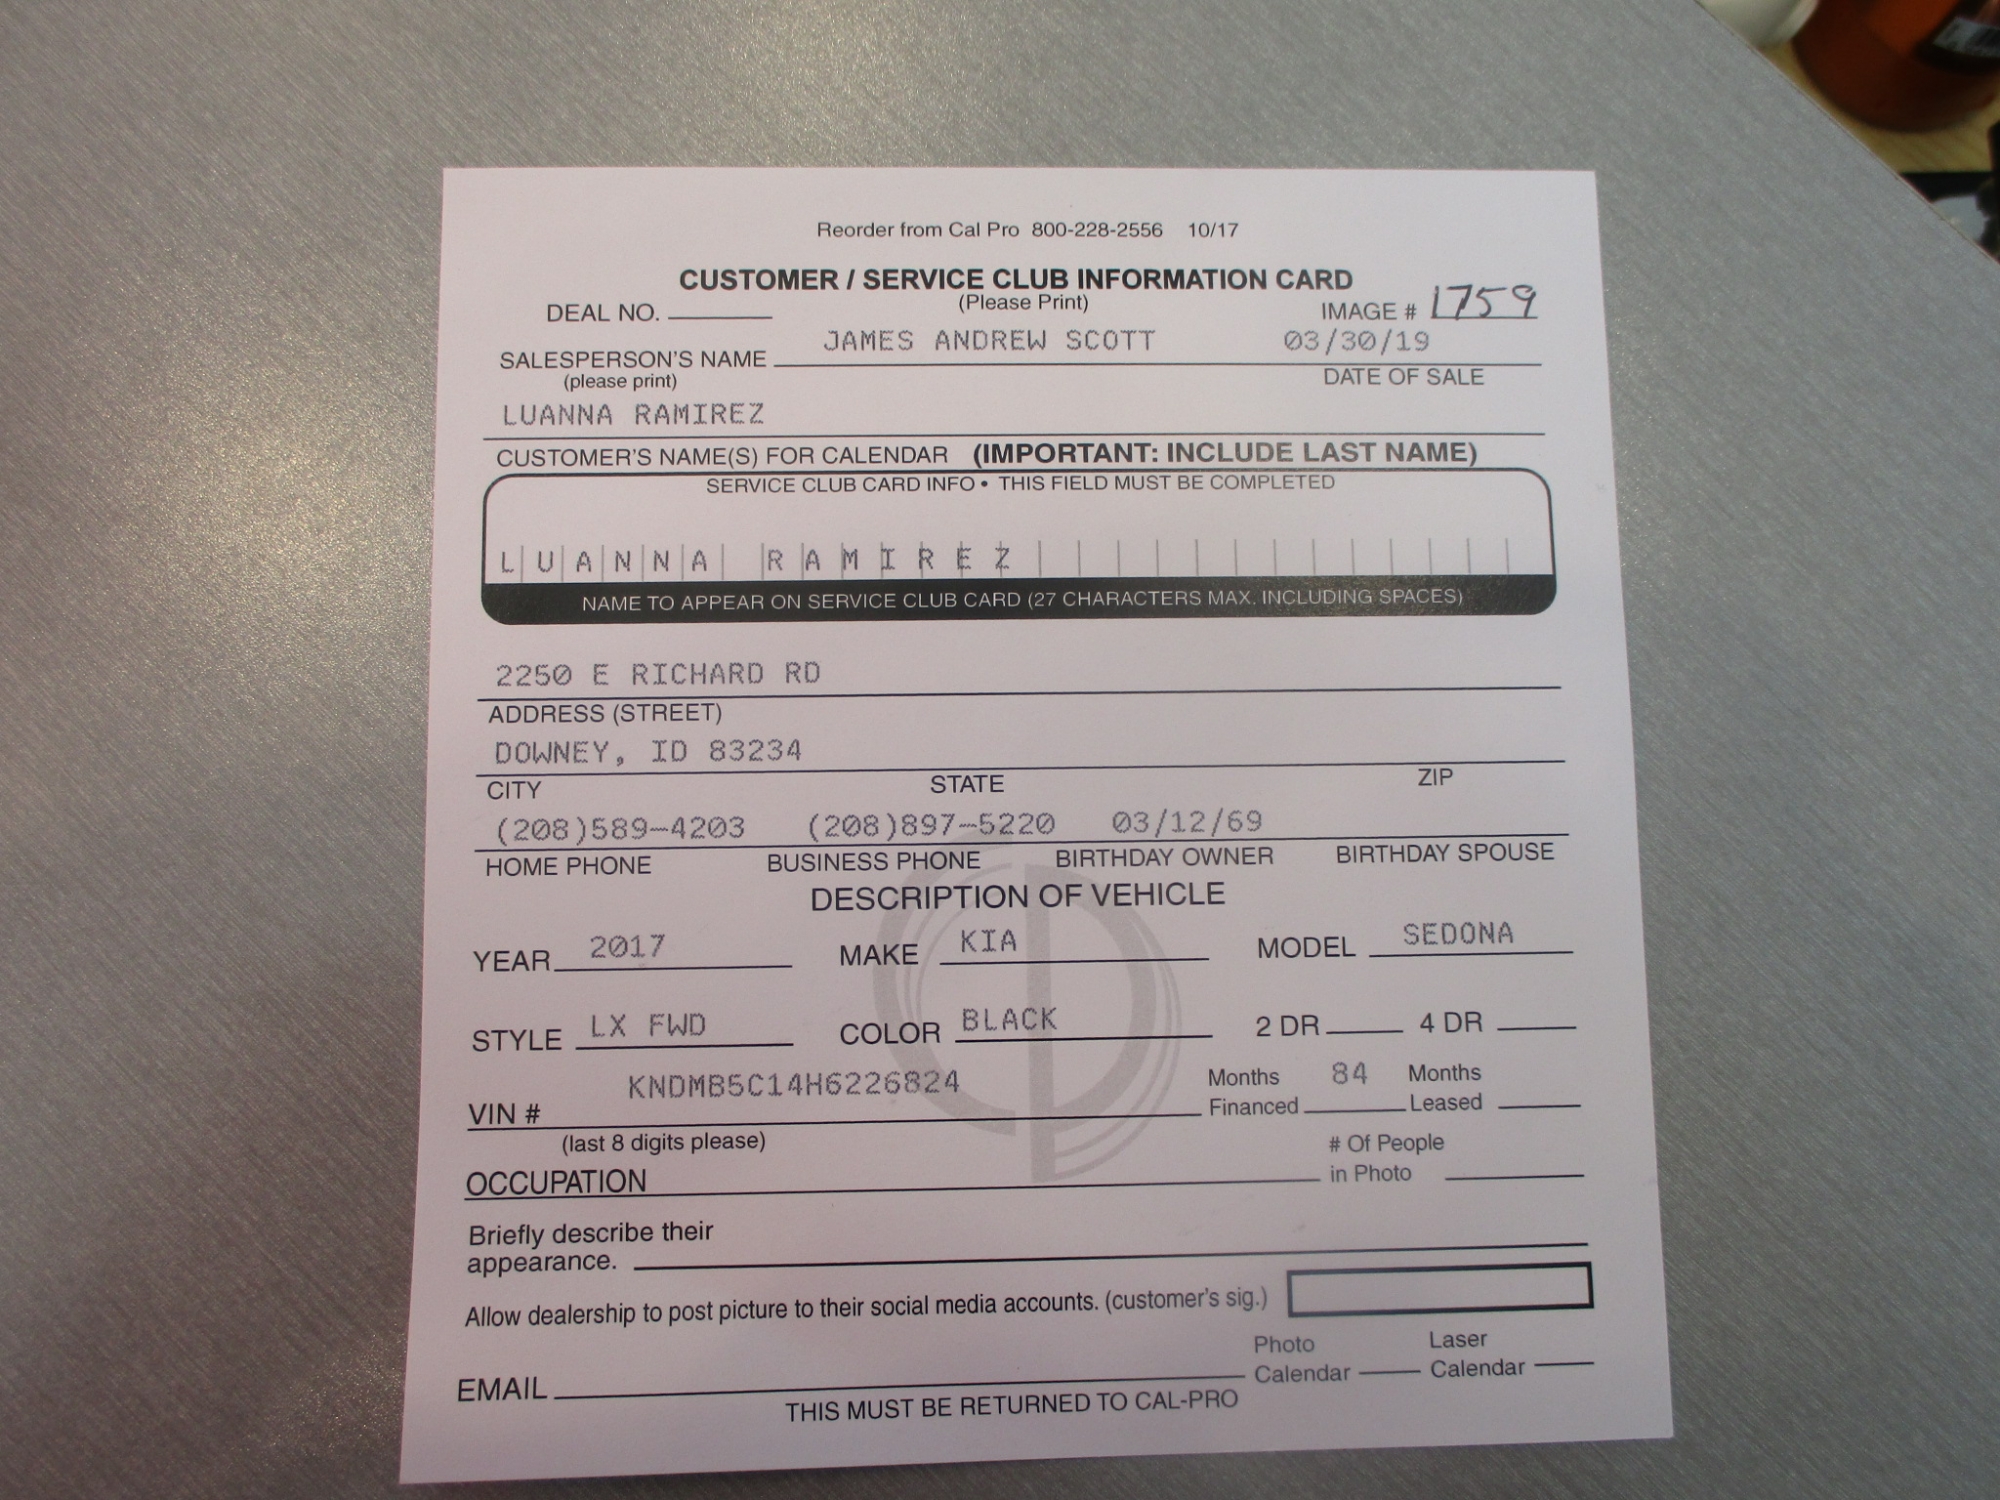 Reorder from Cal Pro 800-228-2556 10/17
CUSTOMER / SERVICE CLUB INFORMATION CARD
(Please Print)
DEAL NO. IMAGE # 1759
JAMES ANDREW SCOTT 03/30/19
SALESPERSON'S NAME
(please print) DATE OF SALE
LUANNA RAMIREZ
CUSTOMER'S NAME(S) FOR CALENDAR (IMPORTANT: INCLUDE LAST NAME)
SERVICE CLUB CARD INFO • THIS FIELD MUST BE COMPLETED
LUANNA RAMIREZ
NAME TO APPEAR ON SERVICE CLUB CARD (27 CHARACTERS MAX. INCLUDING SPACES)
2250 E RICHARD RD
ADDRESS (STREET)
DOWNEY, ID 83234
CITY STATE ZIP
(208)589-4203 (208)897-5220 03/12/69
HOME PHONE BUSINESS PHONE BIRTHDAY OWNER BIRTHDAY SPOUSE
DESCRIPTION OF VEHICLE
YEAR 2017 MAKE KIA MODEL SEDONA
STYLE LX FWD COLOR BLACK 2 DR 4 DR
KNDMB5C14H6226824 Months 84 Months
VIN # Financed Leased
(last 8 digits please) # Of People
OCCUPATION in Photo
Briefly describe their
appearance.
Allow dealership to post picture to their social media accounts. (customer's sig.)
Photo Laser
EMAIL Calendar Calendar
THIS MUST BE RETURNED TO CAL-PRO